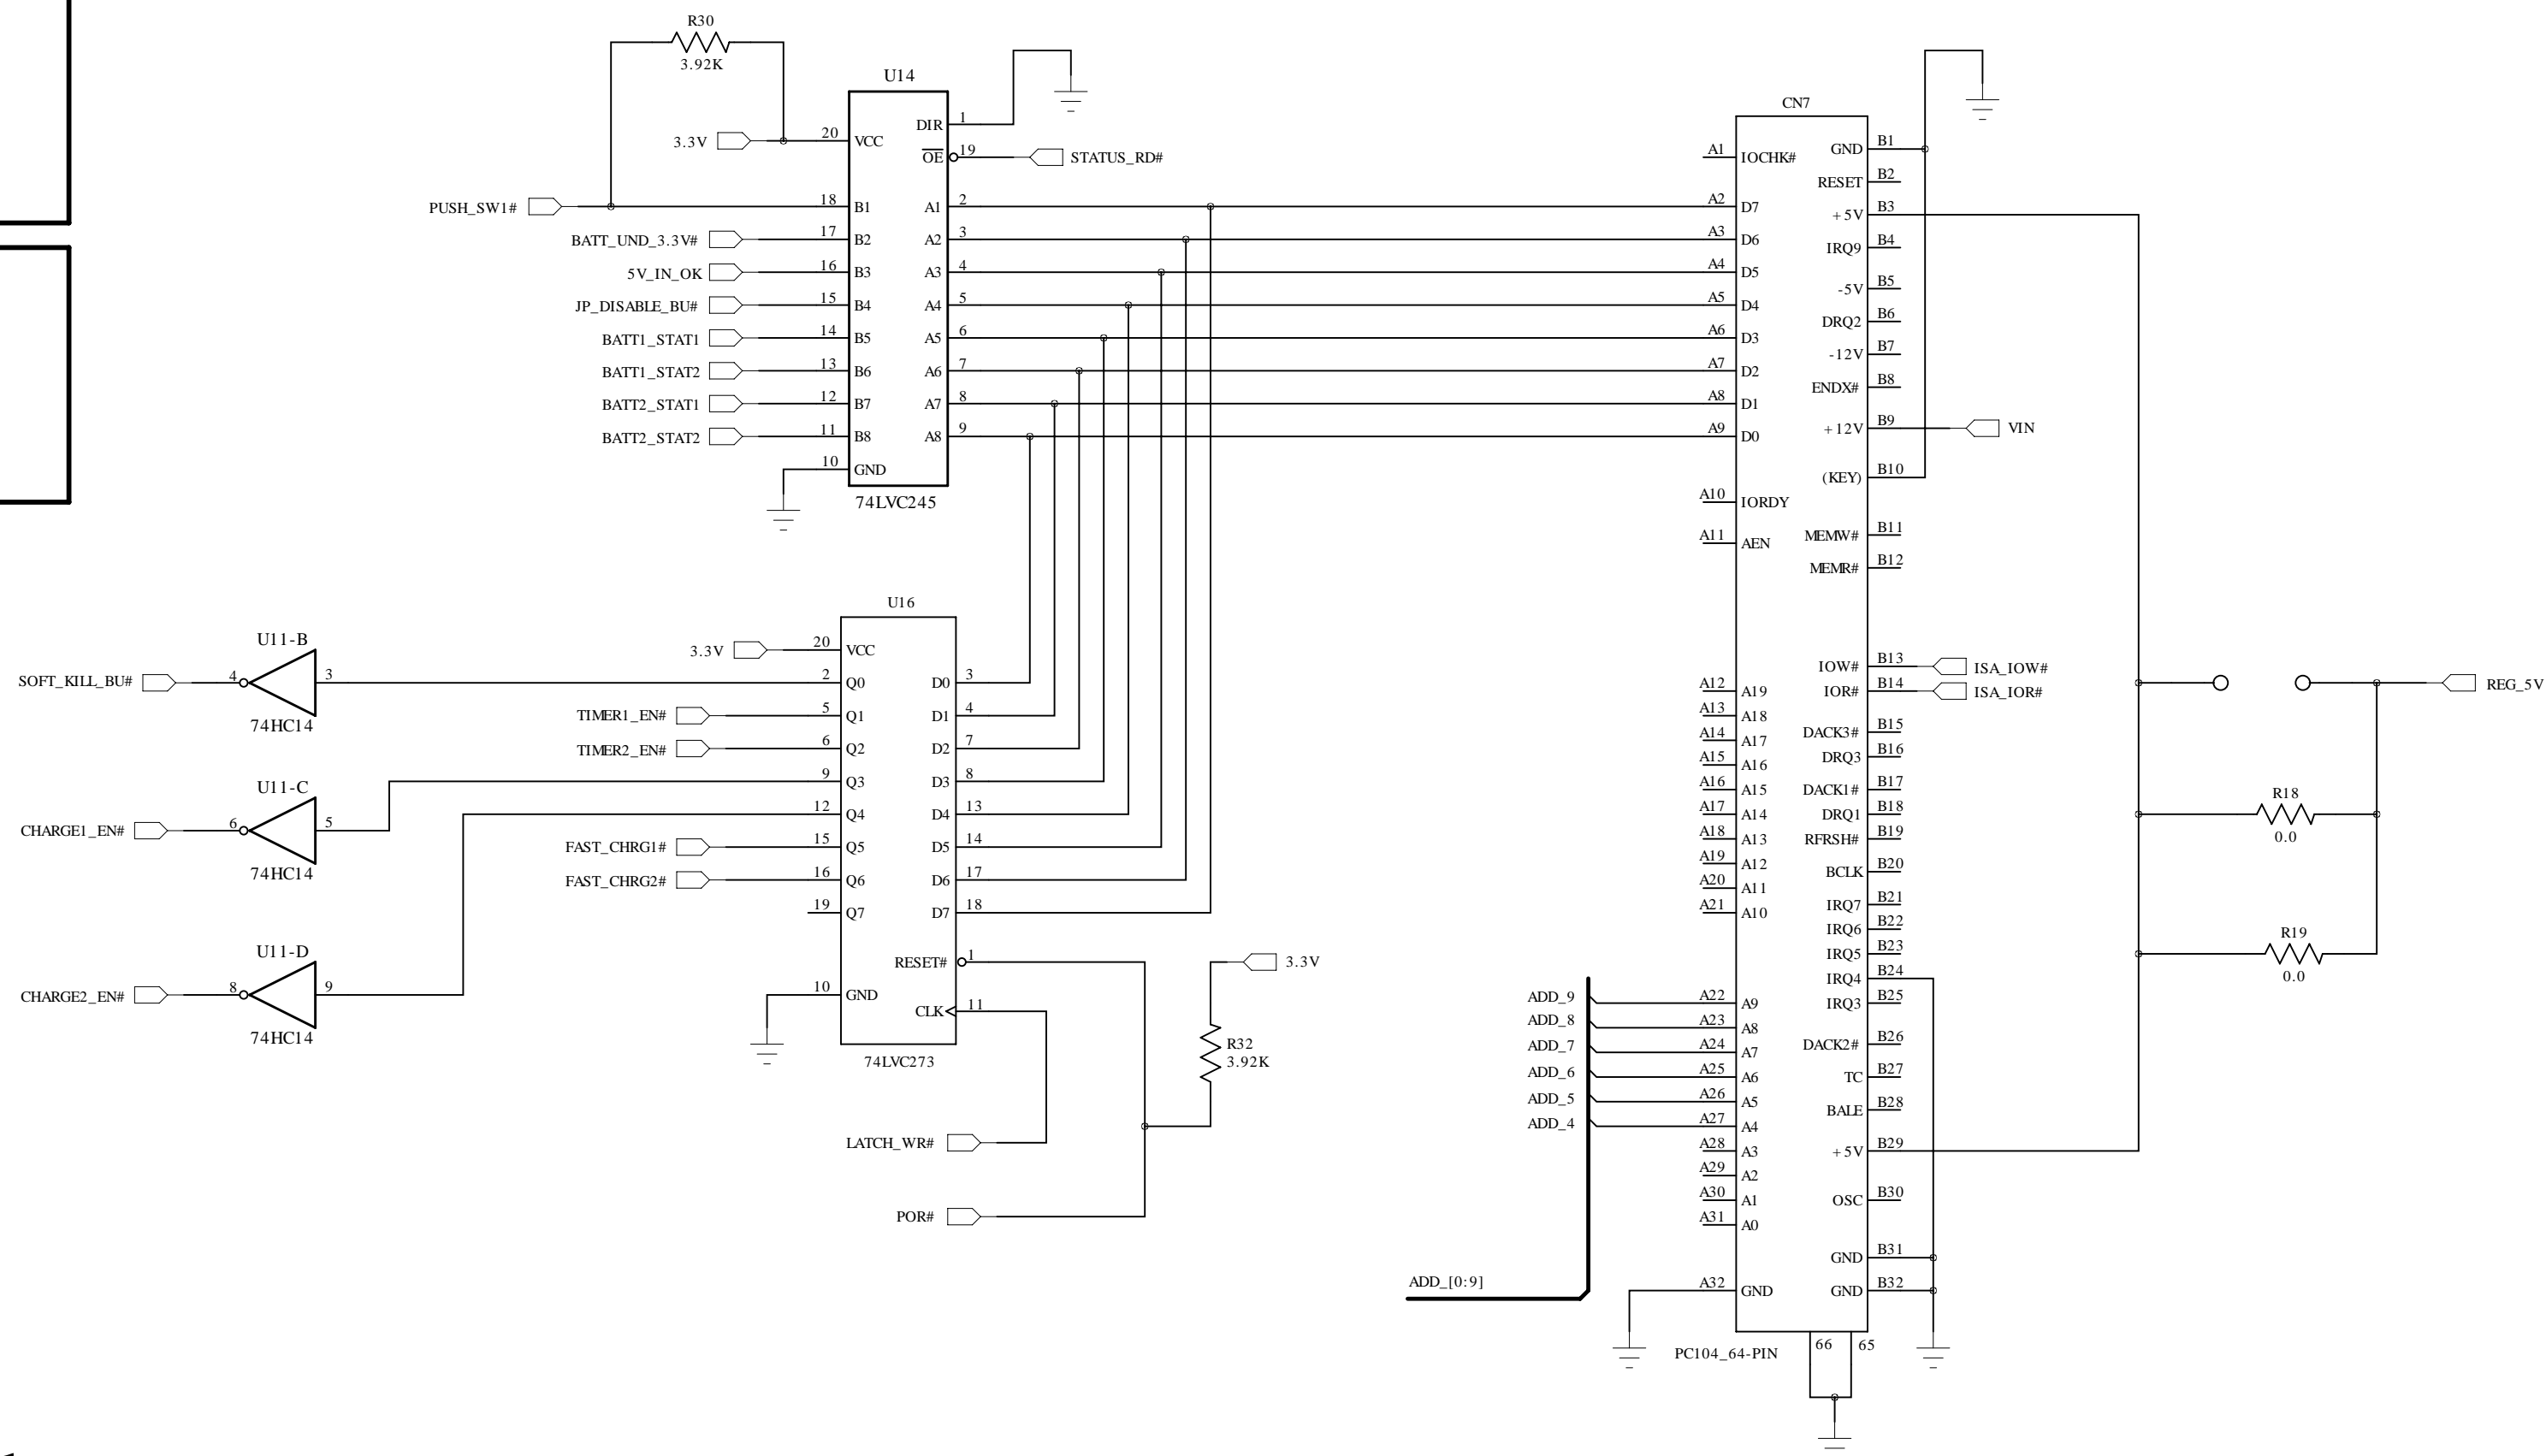 R30
3.92K
U14
3.3V
20 VCC
DIR 1
OE 19
STATUS_RD#
PUSH_SW1# 18 B1 A1 2
BATT_UND_3.3V# 17 B2 A2 3
5V_IN_OK 16 B3 A3 4
JP_DISABLE_BU# 15 B4 A4 5
BATT1_STAT1 14 B5 A5 6
BATT1_STAT2 13 B6 A6 7
BATT2_STAT1 12 B7 A7 8
BATT2_STAT2 11 B8 A8 9
10 GND
74LVC245
U16
3.3V 20 VCC
2 Q0 D0 3
TIMER1_EN# 5 Q1 D1 4
TIMER2_EN# 6 Q2 D2 7
9 Q3 D3 8
12 Q4 D4 13
FAST_CHRG1# 15 Q5 D5 14
FAST_CHRG2# 16 Q6 D6 17
19 Q7 D7 18
RESET# 1
10 GND
CLK 11
74LVC273
U11-B
SOFT_KILL_BU# 4 3
74HC14
U11-C
CHARGE1_EN# 6 5
74HC14
U11-D
CHARGE2_EN# 8 9
74HC14
3.3V
R32
3.92K
LATCH_WR#
POR#
CN7
A1 IOCHK#
A2 D7
A3 D6
A4 D5
A5 D4
A6 D3
A7 D2
A8 D1
A9 D0
A10 IORDY
A11 AEN
A12 A19
A13 A18
A14 A17
A15 A16
A16 A15
A17 A14
A18 A13
A19 A12
A20 A11
A21 A10
ADD_9 A22 A9
ADD_8 A23 A8
ADD_7 A24 A7
ADD_6 A25 A6
ADD_5 A26 A5
ADD_4 A27 A4
A28 A3
A29 A2
A30 A1
A31 A0
ADD_[0:9]
A32 GND
GND B1
RESET B2
+5V B3
IRQ9 B4
-5V B5
DRQ2 B6
-12V B7
ENDX# B8
+12V B9 VIN
(KEY) B10
MEMW# B11
MEMR# B12
IOW# B13 ISA_IOW#
IOR# B14 ISA_IOR#
DACK3# B15
DRQ3 B16
DACK1# B17
DRQ1 B18
RFRSH# B19
BCLK B20
IRQ7 B21
IRQ6 B22
IRQ5 B23
IRQ4 B24
IRQ3 B25
DACK2# B26
TC B27
BALE B28
+5V B29
OSC B30
GND B31
GND B32
66 65
PC104_64-PIN
REG_5V
R18
0.0
R19
0.0